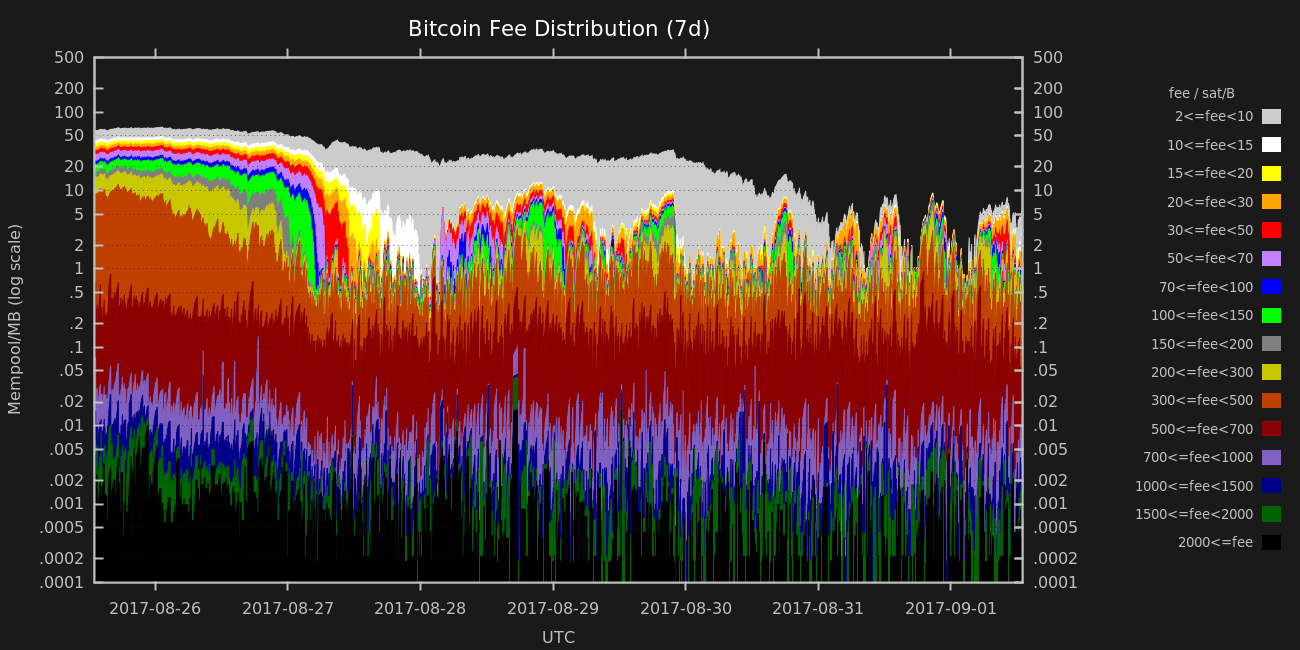 Bitcoin Fee Distribution (7d)
Mempool/MB (log scale)
500
200
100
50
20
10
5
2
1
.5
.2
.1
.05
.02
.01
.005
.002
.001
.0005
.0002
.0001
500
200
100
50
20
10
5
2
1
.5
.2
.1
.05
.02
.01
.005
.002
.001
.0005
.0002
.0001
2017-08-26 2017-08-27 2017-08-28 2017-08-29 2017-08-30 2017-08-31 2017-09-01
UTC
fee / sat/B
2<=fee<10
10<=fee<15
15<=fee<20
20<=fee<30
30<=fee<50
50<=fee<70
70<=fee<100
100<=fee<150
150<=fee<200
200<=fee<300
300<=fee<500
500<=fee<700
700<=fee<1000
1000<=fee<1500
1500<=fee<2000
2000<=fee